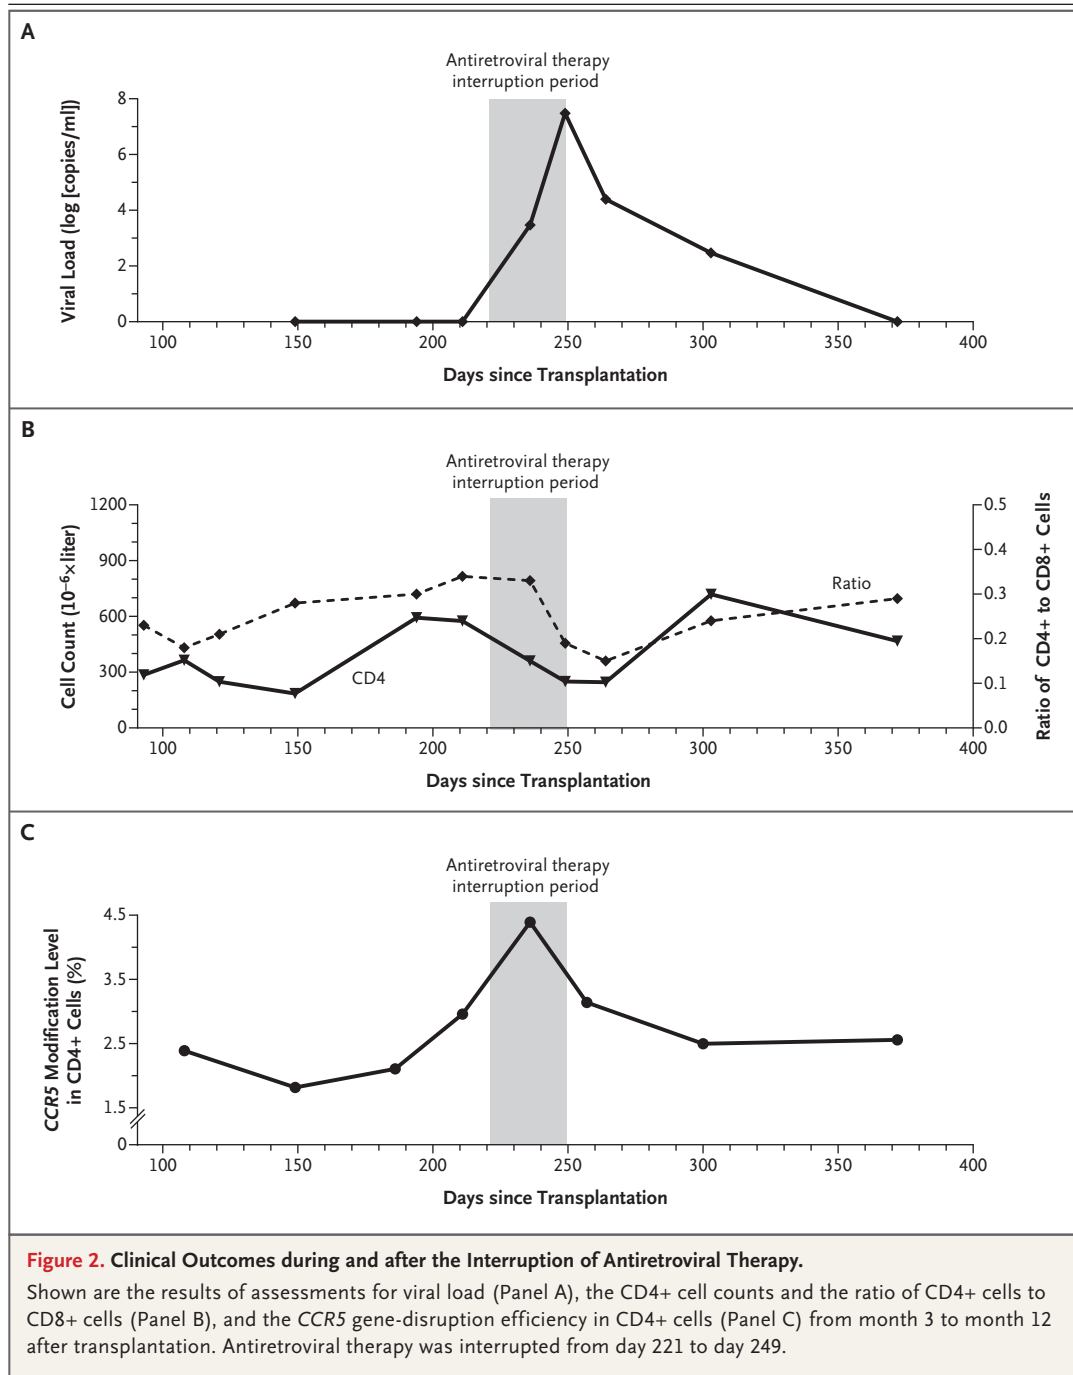 A
Antiretroviral therapy
interruption period
Viral Load (log [copies/ml])
8
6
4
2
0
100 150 200 250 300 350 400
Days since Transplantation
B
Antiretroviral therapy
interruption period
Cell Count (10⁻⁶×liter)
1200
900
600
300
0
CD4
Ratio
0.5
0.4
0.3
0.2
0.1
0.0
Ratio of CD4+ to CD8+ Cells
100 150 200 250 300 350 400
Days since Transplantation
C
Antiretroviral therapy
interruption period
CCR5 Modification Level
in CD4+ Cells (%)
4.5
3.5
2.5
1.5
0
100 150 200 250 300 350 400
Days since Transplantation
Figure 2. Clinical Outcomes during and after the Interruption of Antiretroviral Therapy.
Shown are the results of assessments for viral load (Panel A), the CD4+ cell counts and the ratio of CD4+ cells to
CD8+ cells (Panel B), and the CCR5 gene-disruption efficiency in CD4+ cells (Panel C) from month 3 to month 12
after transplantation. Antiretroviral therapy was interrupted from day 221 to day 249.